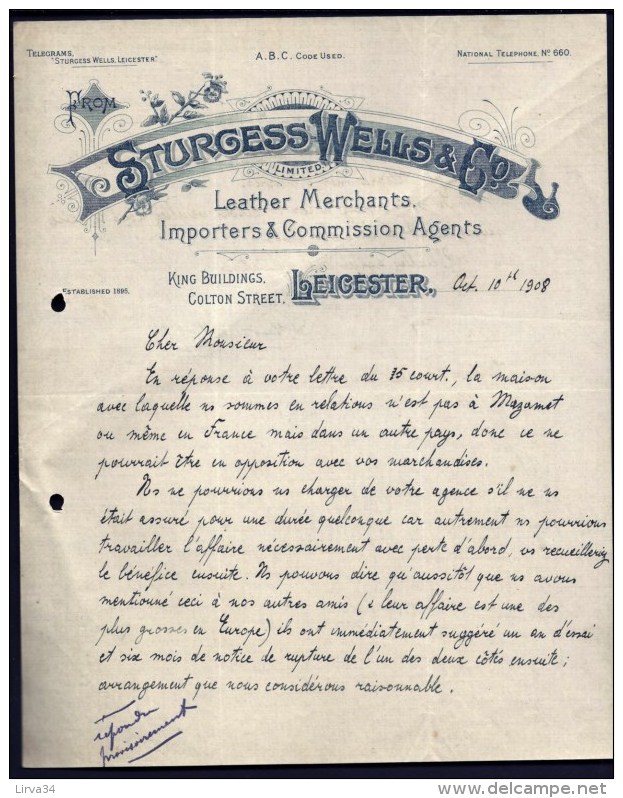 TELEGRAMS.
"STURGESS WELLS, LEICESTER"
A.B.C. CODE USED.
NATIONAL TELEPHONE. No 660.
FROM
STURGESS WELLS & Co.
LIMITED
Leather Merchants.
Importers & Commission Agents
KING BUILDINGS,
COLTON STREET,
LEICESTER,
Oct. 10th 1908
ESTABLISHED 1895.
Cher Monsieur
En réponse à votre lettre du court., la maison
avec laquelle ns sommes en relations n'est pas à Mazamet
ou même en France mais dans un autre pays, donc ce ne
pourrait être en opposition avec vos marchandises.
Ns ne pourrions ns charger de votre agence s'il ne ns
était assuré pour une durée quelconque car autrement ns pourrions
travailler l'affaire nécessairement avec perte d'abord, vs recueilleriez
le bénéfice ensuite. Ns pouvons dire qu'aussitôt que ns avons
mentionné ceci à nos autres amis (& leur affaire est une des
plus grosses en Europe) ils ont immédiatement suggéré un an d'essai
et six mois de notice de rupture de l'un des deux côtés ensuite;
arrangement que nous considérons raisonnable.
répondu
provisoirement
Lirva34
www.delcampe.net